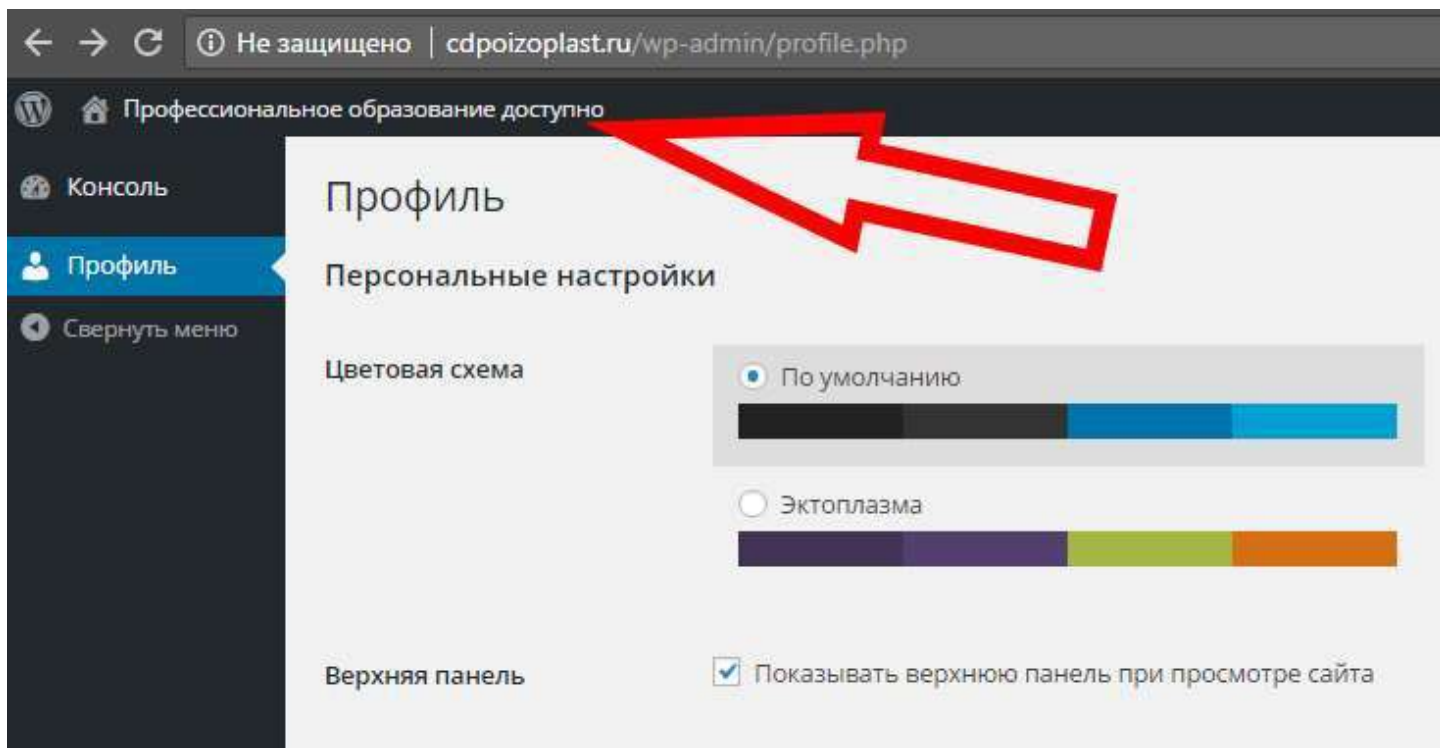 Не защищено | cdpoizoplast.ru/wp-admin/profile.php
Профессиональное образование доступно
Консоль
Профиль
Свернуть меню
Профиль
Персональные настройки
Цветовая схема
По умолчанию
Эктоплазма
Верхняя панель
Показывать верхнюю панель при просмотре сайта